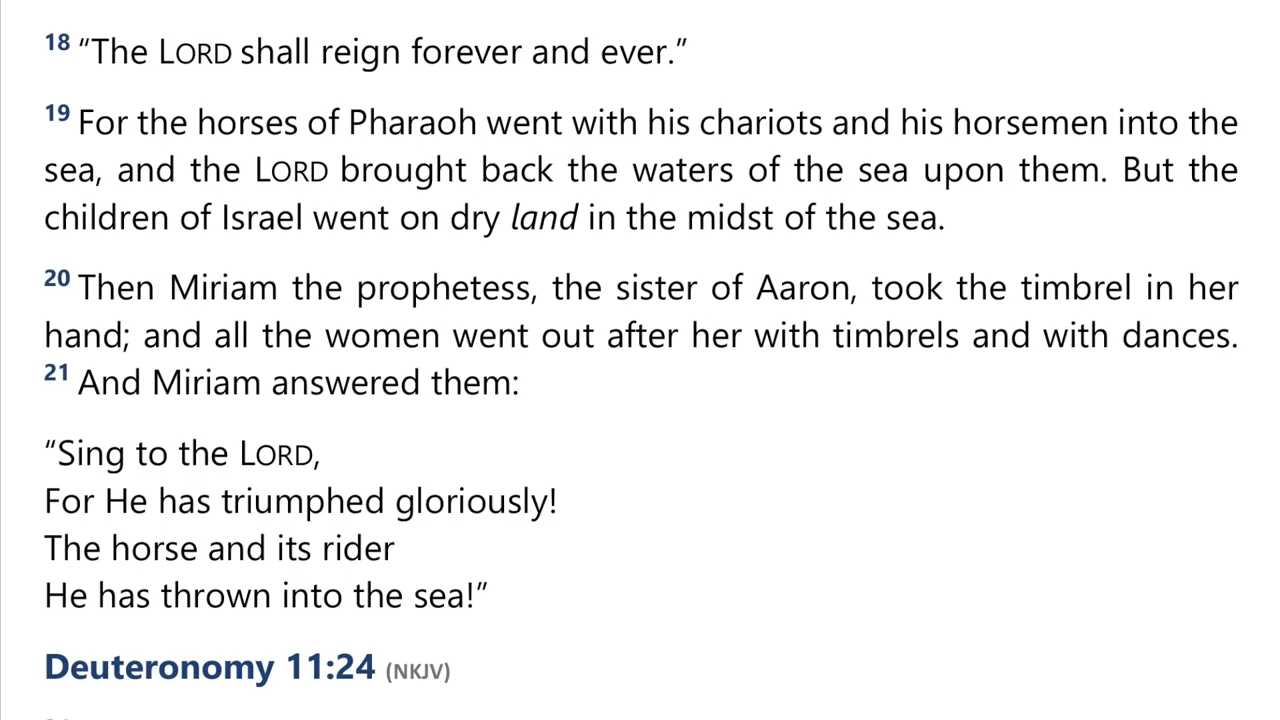 18 “The LORD shall reign forever and ever.”
19 For the horses of Pharaoh went with his chariots and his horsemen into the
sea, and the LORD brought back the waters of the sea upon them. But the
children of Israel went on dry land in the midst of the sea.
20 Then Miriam the prophetess, the sister of Aaron, took the timbrel in her
hand; and all the women went out after her with timbrels and with dances.
21 And Miriam answered them:
“Sing to the LORD,
For He has triumphed gloriously!
The horse and its rider
He has thrown into the sea!”
Deuteronomy 11:24 (NKJV)